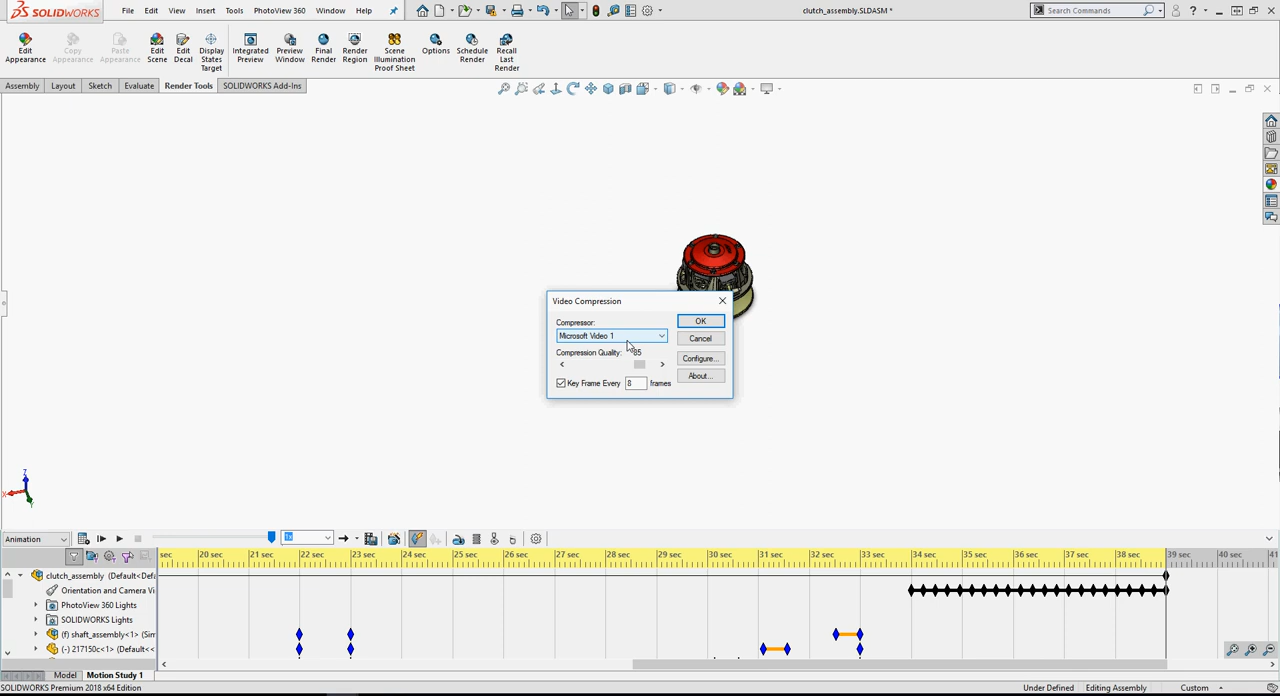 SOLIDWORKS File Edit View Insert Tools PhotoView 360 Window Help clutch_assembly.SLDASM * Search Commands
Edit Appearance
Copy Appearance
Paste Appearance
Edit Scene
Edit Decal
Display States Target
Integrated Preview
Preview Window
Final Render
Render Region
Scene Illumination Proof Sheet
Options
Schedule Render
Recall Last Render
Assembly Layout Sketch Evaluate Render Tools SOLIDWORKS Add-Ins
Video Compression
Compressor:
OK
Microsoft Video 1
Cancel
Compression Quality: 85
Configure...
About...
Key Frame Every 8 frames
Z
X
Y
Animation 1x
sec 20 sec 21 sec 22 sec 23 sec 24 sec 25 sec 26 sec 27 sec 28 sec 29 sec 30 sec 31 sec 32 sec 33 sec 34 sec 35 sec 36 sec 37 sec 38 sec 39 sec 40 sec 41
clutch_assembly (Default<Def
Orientation and Camera Vi
PhotoView 360 Lights
SOLIDWORKS Lights
(f) shaft_assembly<1> (Sim
(-) 217150c<1> (Default<<
Model Motion Study 1
SOLIDWORKS Premium 2018 x64 Edition Under Defined Editing Assembly Custom